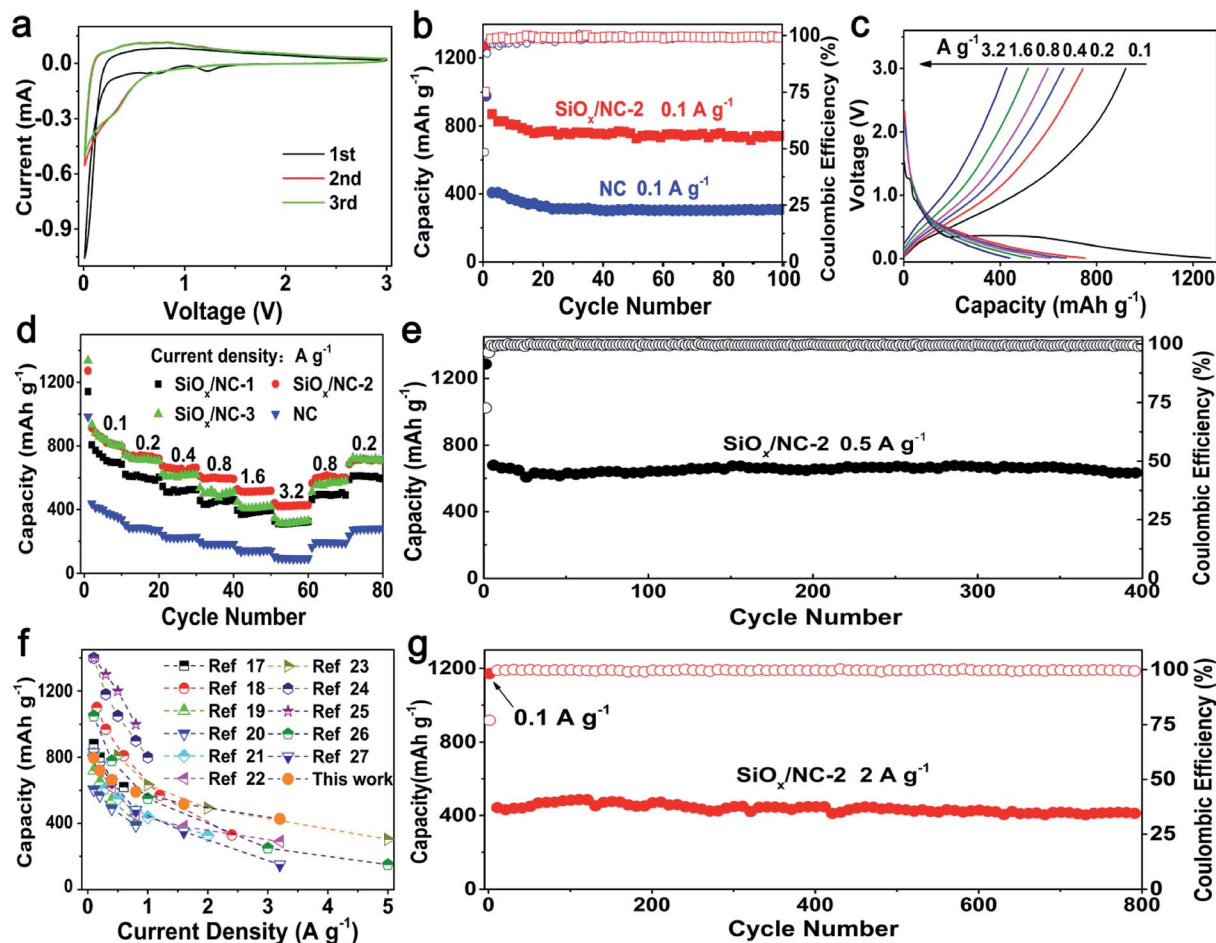 a
Current (mA)
0.0
-0.3
-0.6
-0.9
1st
2nd
3rd
0 1 2 3
Voltage (V)
b
Capacity (mAh g⁻¹)
1200
800
400
0
SiOₓ/NC-2 0.1 A g⁻¹
NC 0.1 A g⁻¹
100
75
50
25
0
Coulombic Efficiency (%)
0 20 40 60 80 100
Cycle Number
c
A g⁻¹
3.2 1.6 0.8 0.4 0.2 0.1
Voltage (V)
3.0
2.0
1.0
0.0
0 400 800 1200
Capacity (mAh g⁻¹)
d
Current density: A g⁻¹
SiOₓ/NC-1 SiOₓ/NC-2
SiOₓ/NC-3 NC
Capacity (mAh g⁻¹)
1200
800
400
0
0.1
0.2
0.4
0.8
1.6
3.2
0.8
0.2
0 20 40 60 80
Cycle Number
e
Capacity (mAh g⁻¹)
1200
800
400
0
SiOₓ/NC-2 0.5 A g⁻¹
100
75
50
25
0
Coulombic Efficiency (%)
0 100 200 300 400
Cycle Number
f
Capacity (mAh g⁻¹)
1200
800
400
0
Ref 17 Ref 23
Ref 18 Ref 24
Ref 19 Ref 25
Ref 20 Ref 26
Ref 21 Ref 27
Ref 22 This work
0 1 2 3 4 5
Current Density (A g⁻¹)
g
Capacity(mAh g⁻¹)
1200
800
400
0
0.1 A g⁻¹
SiOₓ/NC-2 2 A g⁻¹
100
75
50
25
0
Coulombic Efficiency (%)
0 200 400 600 800
Cycle Number